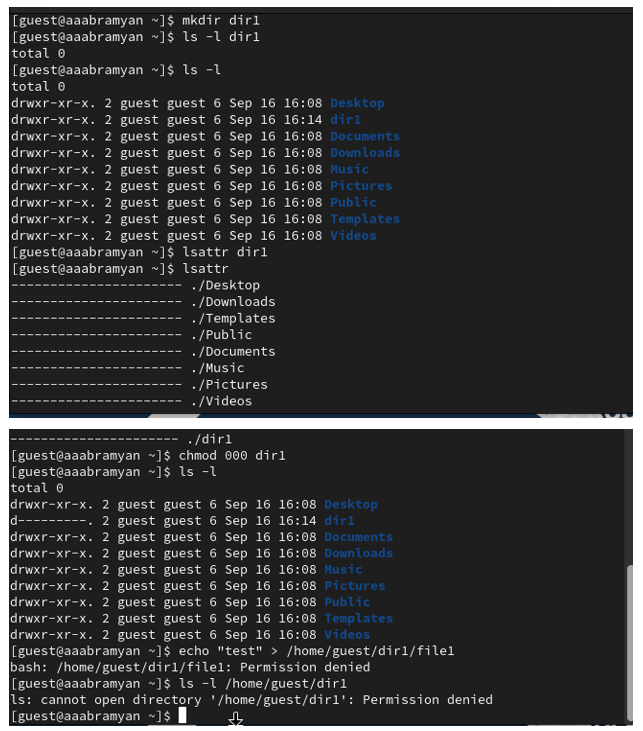 [guest@aaabramyan ~]$ mkdir dir1
[guest@aaabramyan ~]$ ls -l dir1
total 0
[guest@aaabramyan ~]$ ls -l
total 0
drwxr-xr-x. 2 guest guest 6 Sep 16 16:08 Desktop
drwxr-xr-x. 2 guest guest 6 Sep 16 16:14 dir1
drwxr-xr-x. 2 guest guest 6 Sep 16 16:08 Documents
drwxr-xr-x. 2 guest guest 6 Sep 16 16:08 Downloads
drwxr-xr-x. 2 guest guest 6 Sep 16 16:08 Music
drwxr-xr-x. 2 guest guest 6 Sep 16 16:08 Pictures
drwxr-xr-x. 2 guest guest 6 Sep 16 16:08 Public
drwxr-xr-x. 2 guest guest 6 Sep 16 16:08 Templates
drwxr-xr-x. 2 guest guest 6 Sep 16 16:08 Videos
[guest@aaabramyan ~]$ lsattr dir1
[guest@aaabramyan ~]$ lsattr
---------------------- ./Desktop
---------------------- ./Downloads
---------------------- ./Templates
---------------------- ./Public
---------------------- ./Documents
---------------------- ./Music
---------------------- ./Pictures
---------------------- ./Videos
---------------------- ./dir1
[guest@aaabramyan ~]$ chmod 000 dir1
[guest@aaabramyan ~]$ ls -l
total 0
drwxr-xr-x. 2 guest guest 6 Sep 16 16:08 Desktop
d---------. 2 guest guest 6 Sep 16 16:14 dir1
drwxr-xr-x. 2 guest guest 6 Sep 16 16:08 Documents
drwxr-xr-x. 2 guest guest 6 Sep 16 16:08 Downloads
drwxr-xr-x. 2 guest guest 6 Sep 16 16:08 Music
drwxr-xr-x. 2 guest guest 6 Sep 16 16:08 Pictures
drwxr-xr-x. 2 guest guest 6 Sep 16 16:08 Public
drwxr-xr-x. 2 guest guest 6 Sep 16 16:08 Templates
drwxr-xr-x. 2 guest guest 6 Sep 16 16:08 Videos
[guest@aaabramyan ~]$ echo "test" > /home/guest/dir1/file1
bash: /home/guest/dir1/file1: Permission denied
[guest@aaabramyan ~]$ ls -l /home/guest/dir1
ls: cannot open directory '/home/guest/dir1': Permission denied
[guest@aaabramyan ~]$